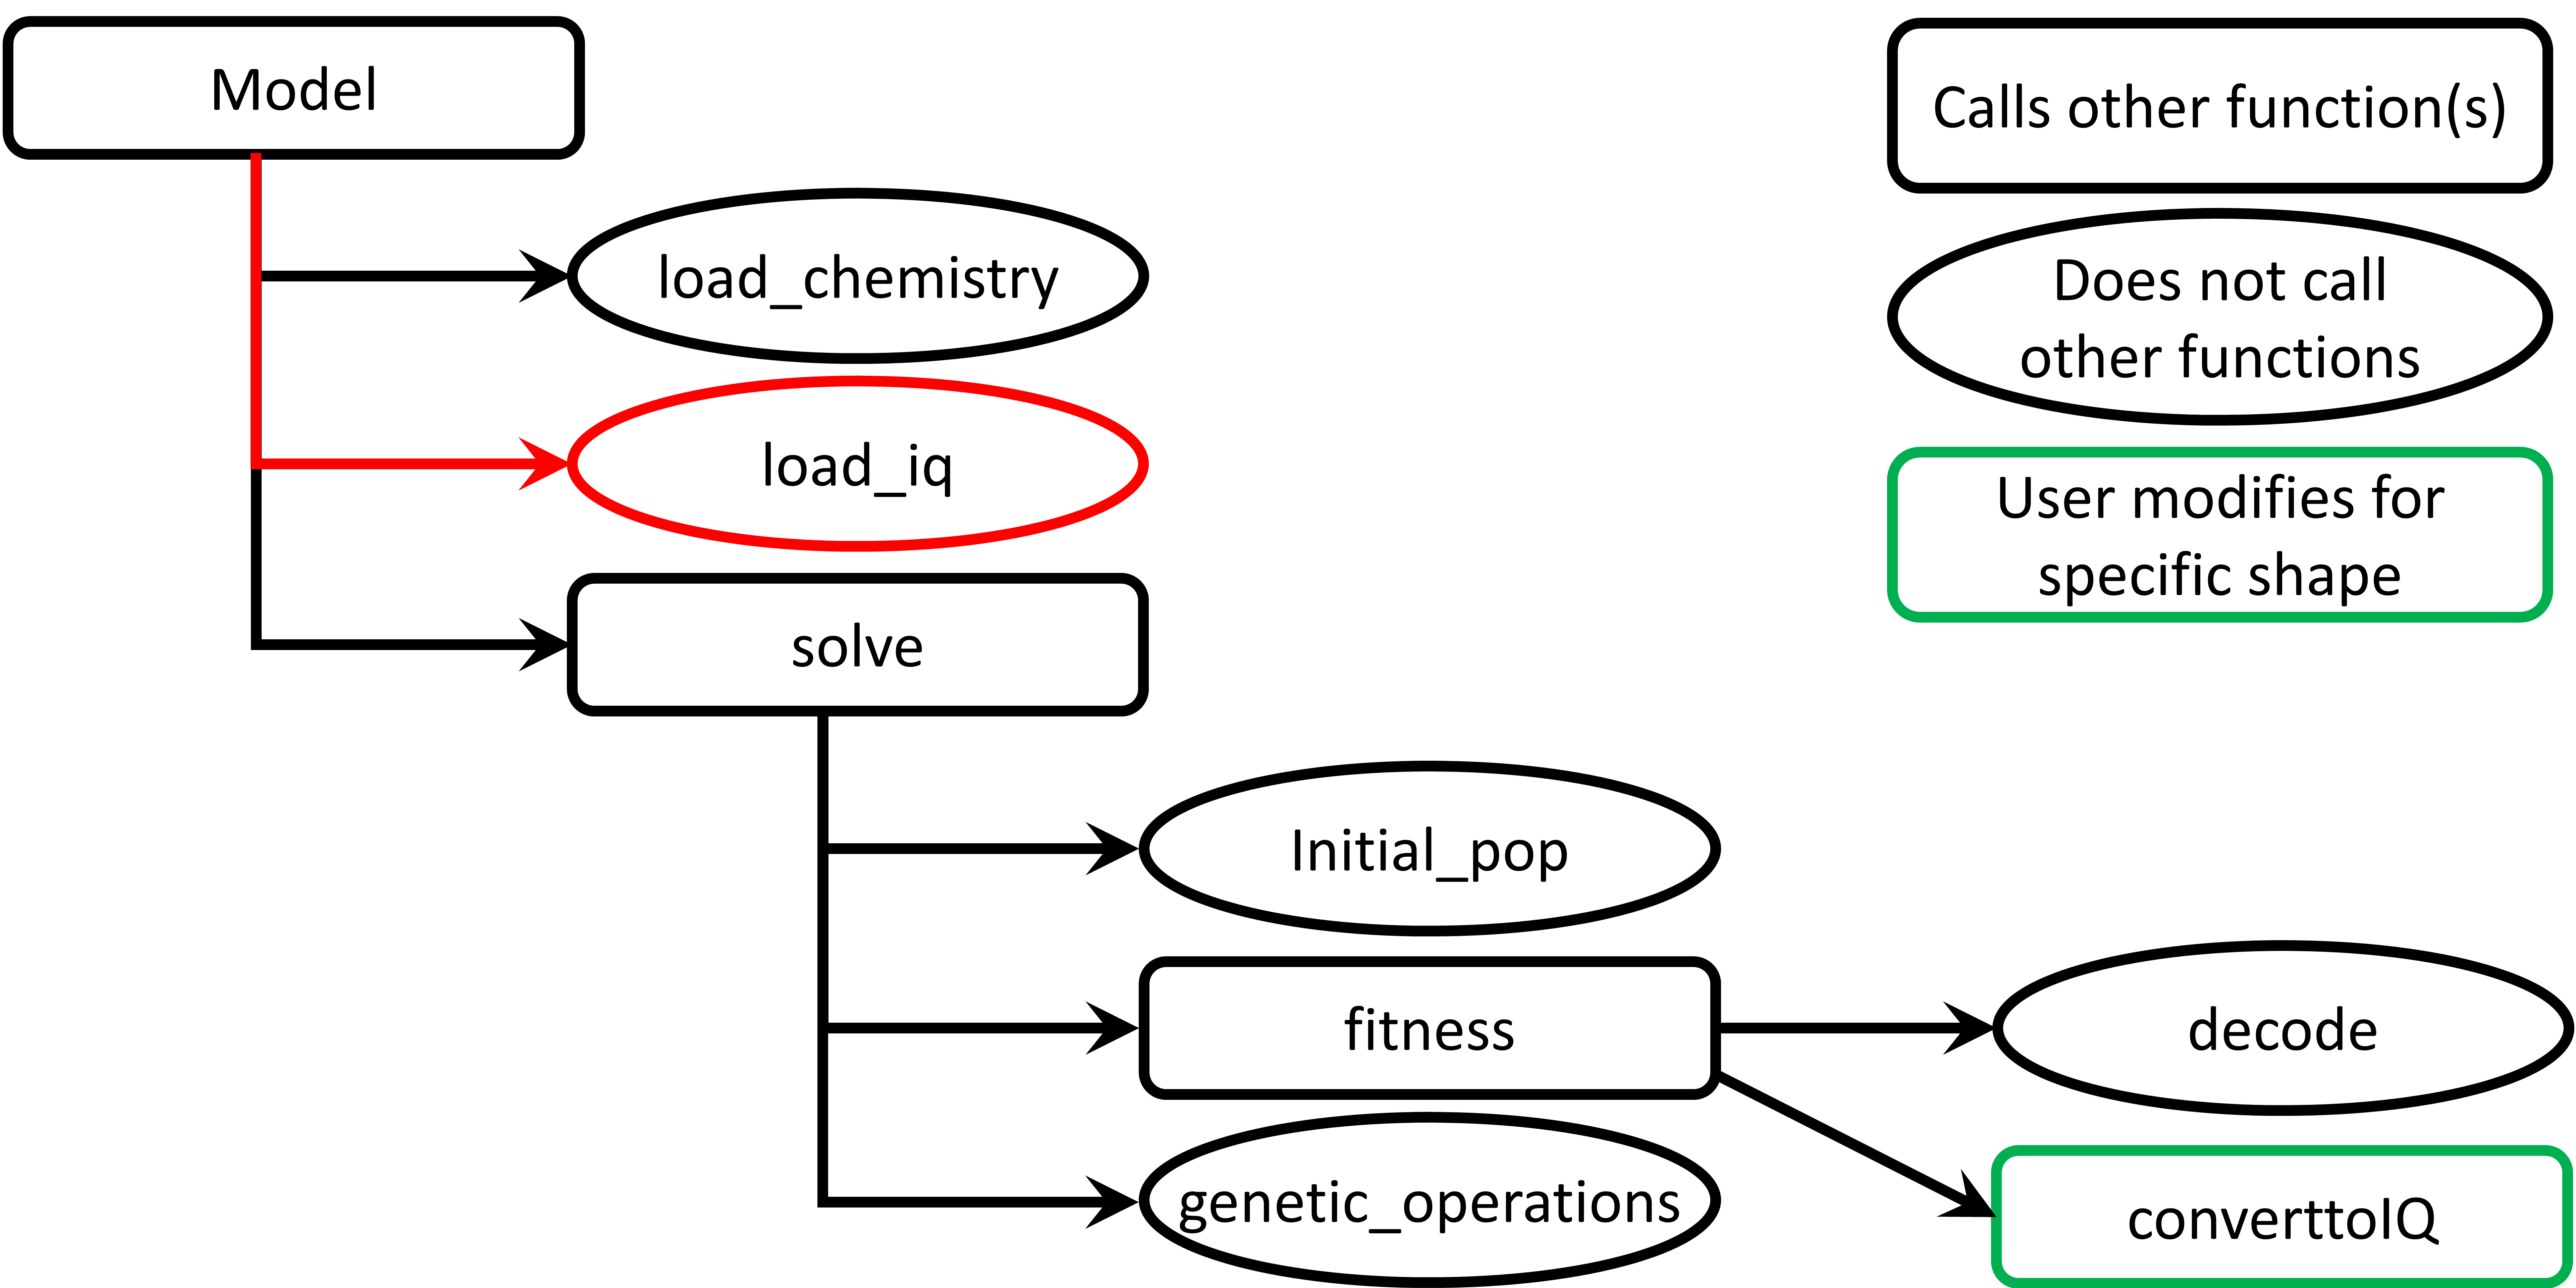 Model
Calls other function(s)
load_chemistry
Does not call
other functions
load_iq
User modifies for
specific shape
solve
Initial_pop
fitness
decode
genetic_operations
converttoIQ